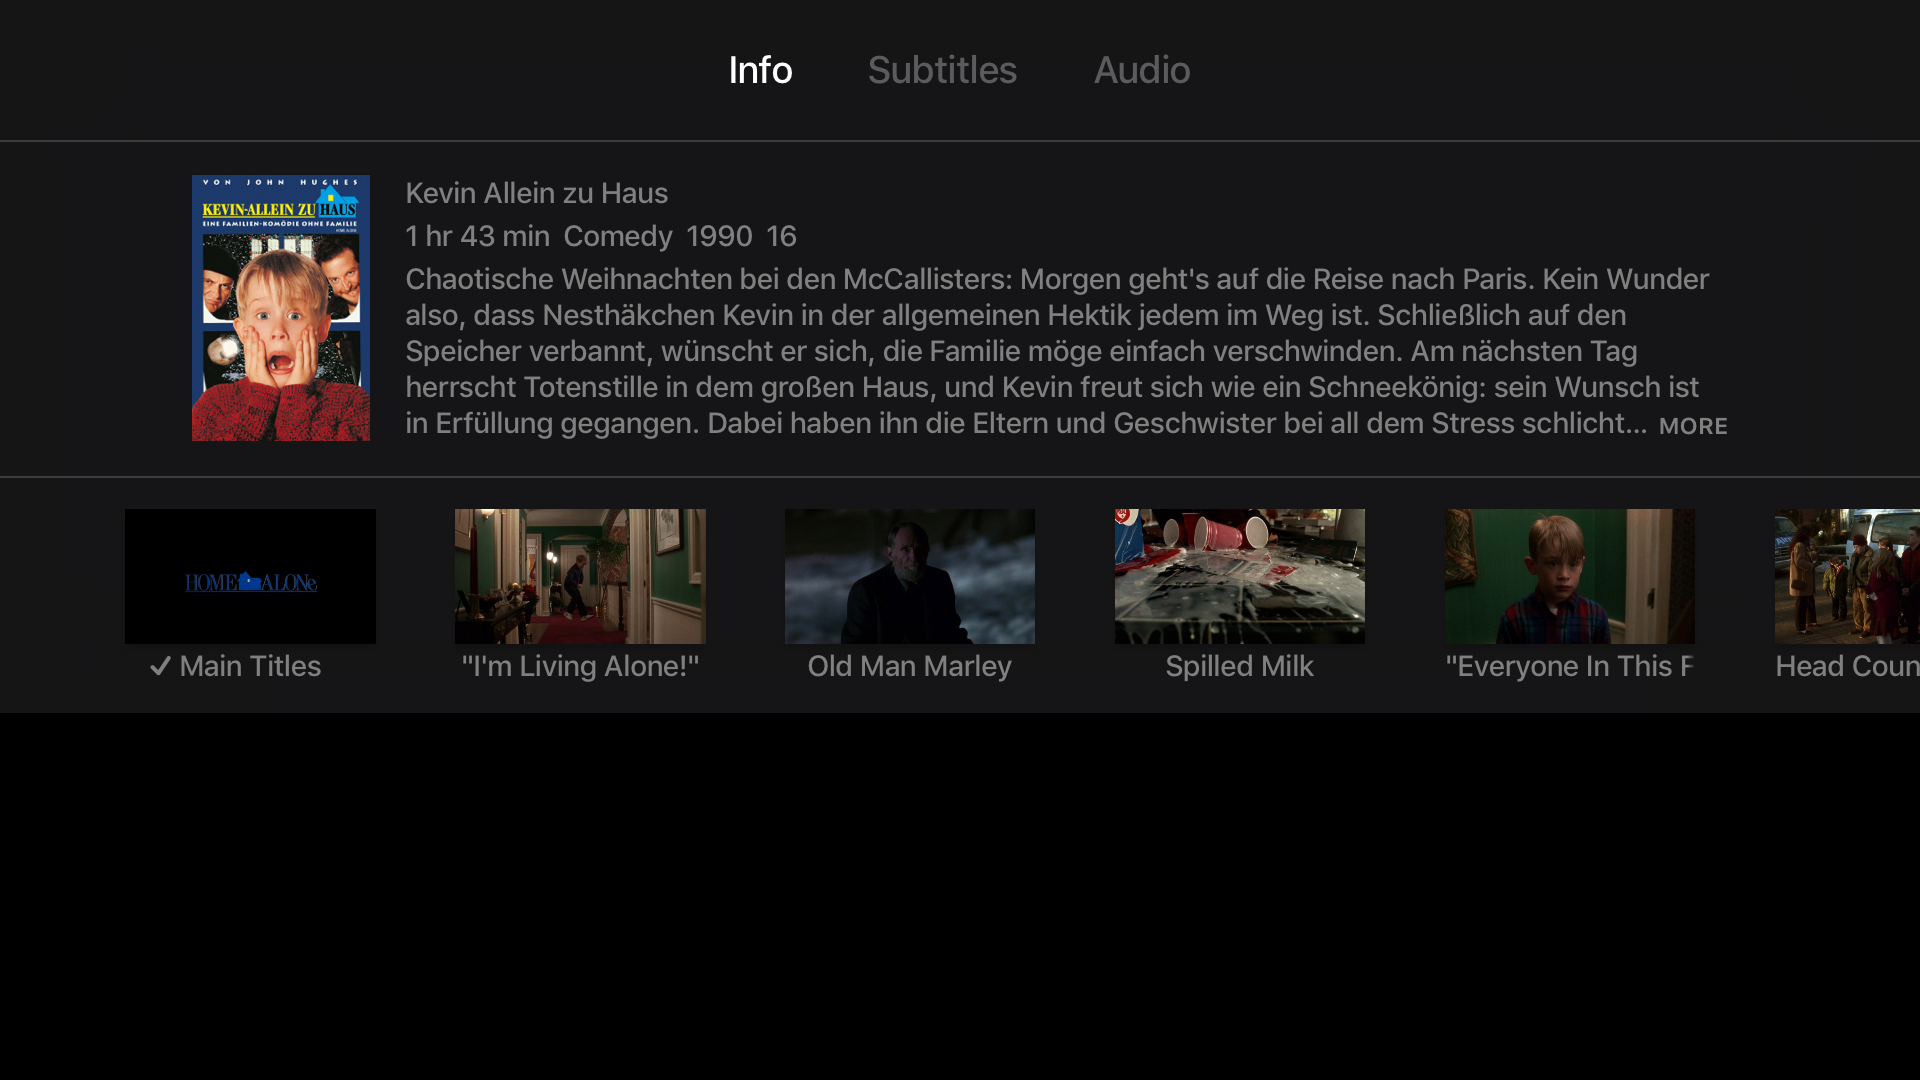 Info Subtitles Audio
VON JOHN HUGHES
KEVIN-ALLEIN ZU HAUS
EINE FAMILIEN-KOMÖDIE OHNE FAMILIE
HOME ALONE
Kevin Allein zu Haus
1 hr 43 min Comedy 1990 16
Chaotische Weihnachten bei den McCallisters: Morgen geht's auf die Reise nach Paris. Kein Wunder
also, dass Nesthäkchen Kevin in der allgemeinen Hektik jedem im Weg ist. Schließlich auf den
Speicher verbannt, wünscht er sich, die Familie möge einfach verschwinden. Am nächsten Tag
herrscht Totenstille in dem großen Haus, und Kevin freut sich wie ein Schneekönig: sein Wunsch ist
in Erfüllung gegangen. Dabei haben ihn die Eltern und Geschwister bei all dem Stress schlicht... MORE
HOME ALONe
✓ Main Titles
"I'm Living Alone!"
Old Man Marley
Spilled Milk
"Everyone In This F
Head Coun